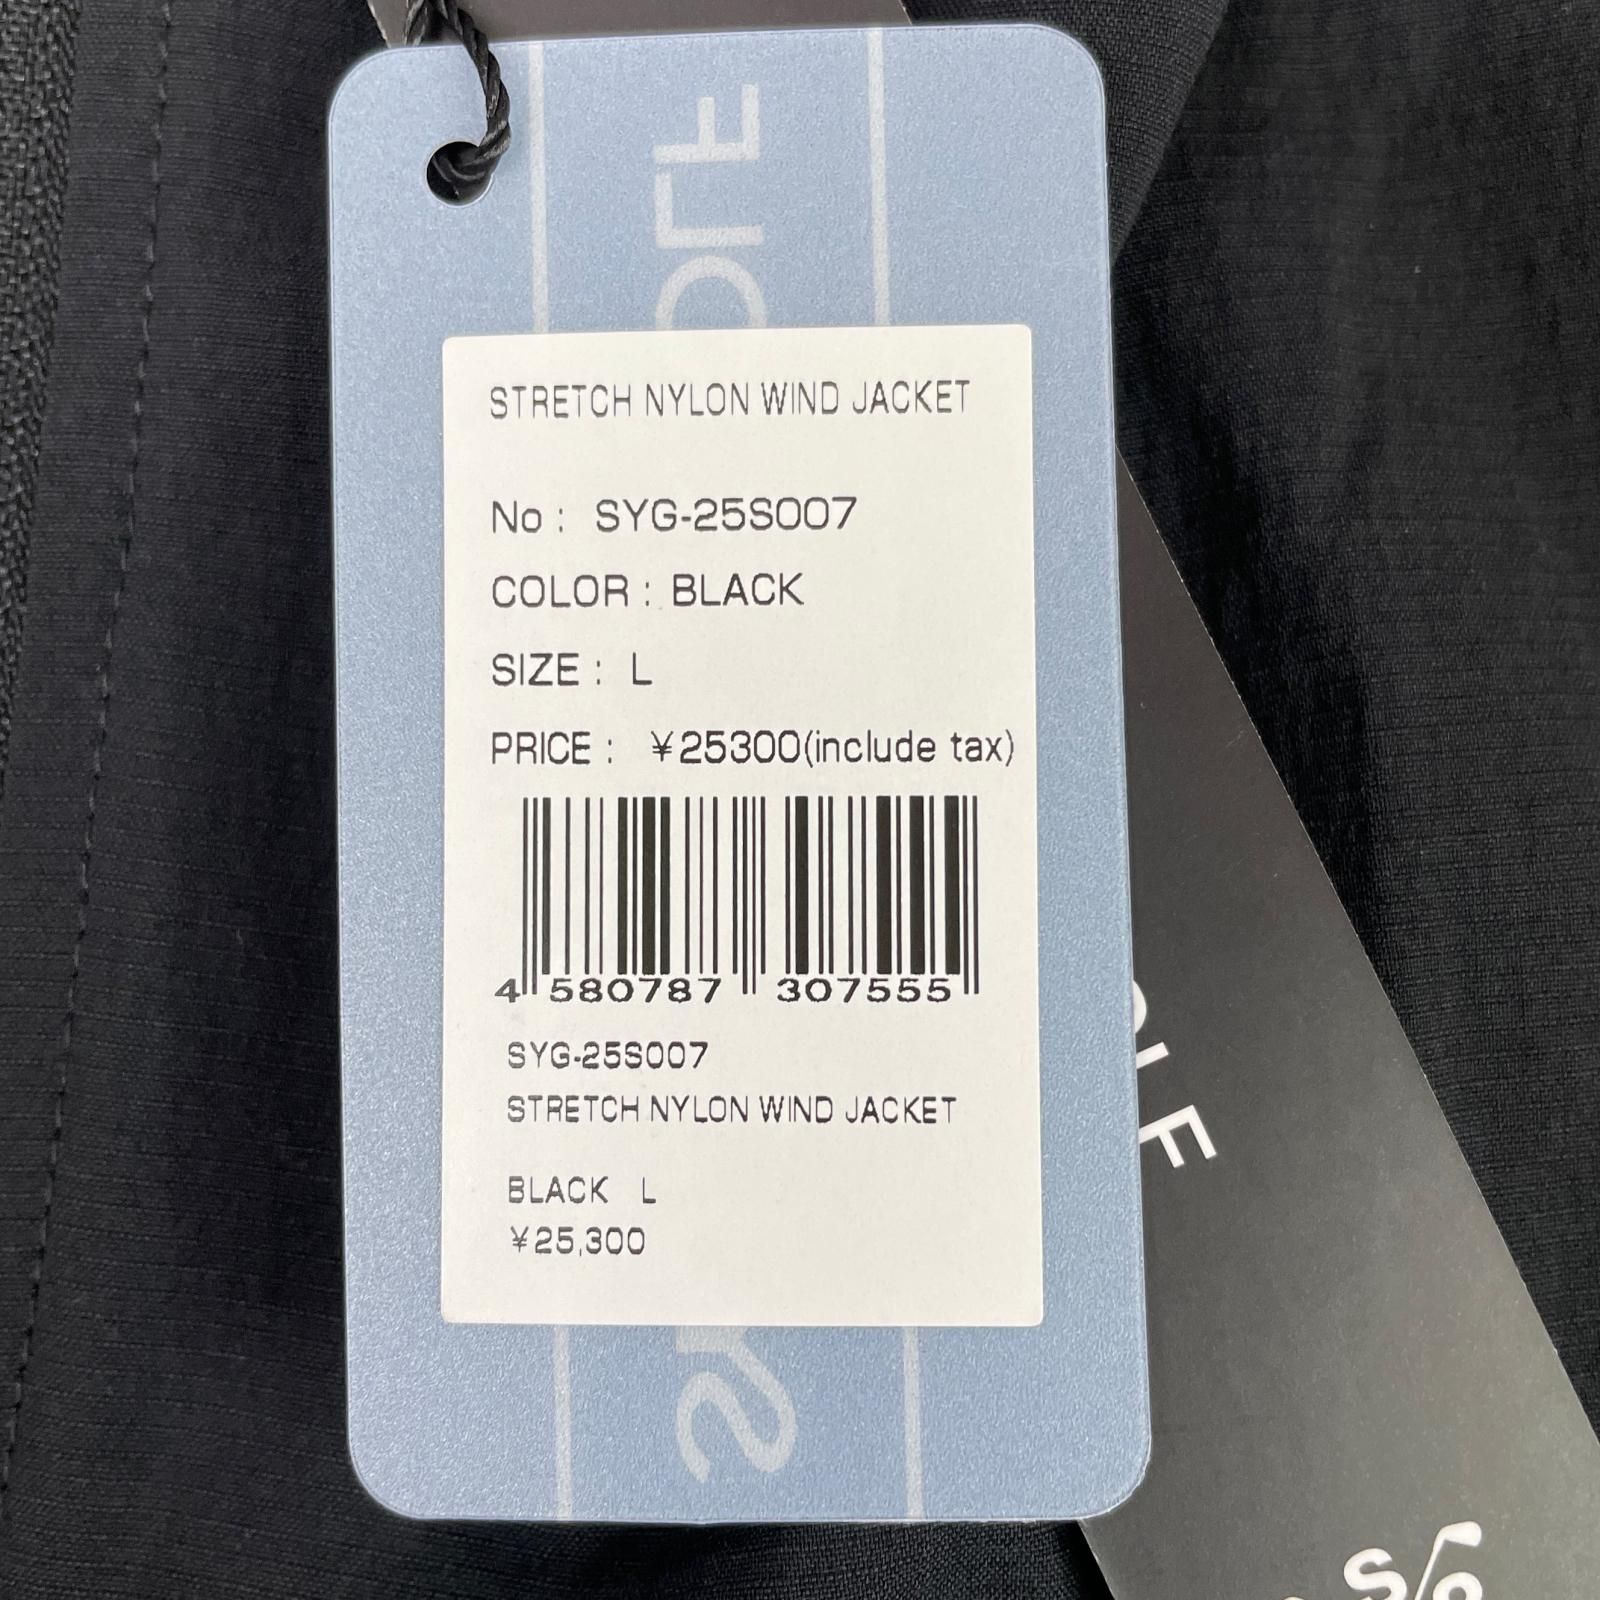 STRETCH NYLON WIND JACKET
No : SYG-25S007
COLOR : BLACK
SIZE : L
PRICE : ¥25300(include tax)
4 580787 307555
SYG-25S007
STRETCH NYLON WIND JACKET
BLACK L
¥25,300